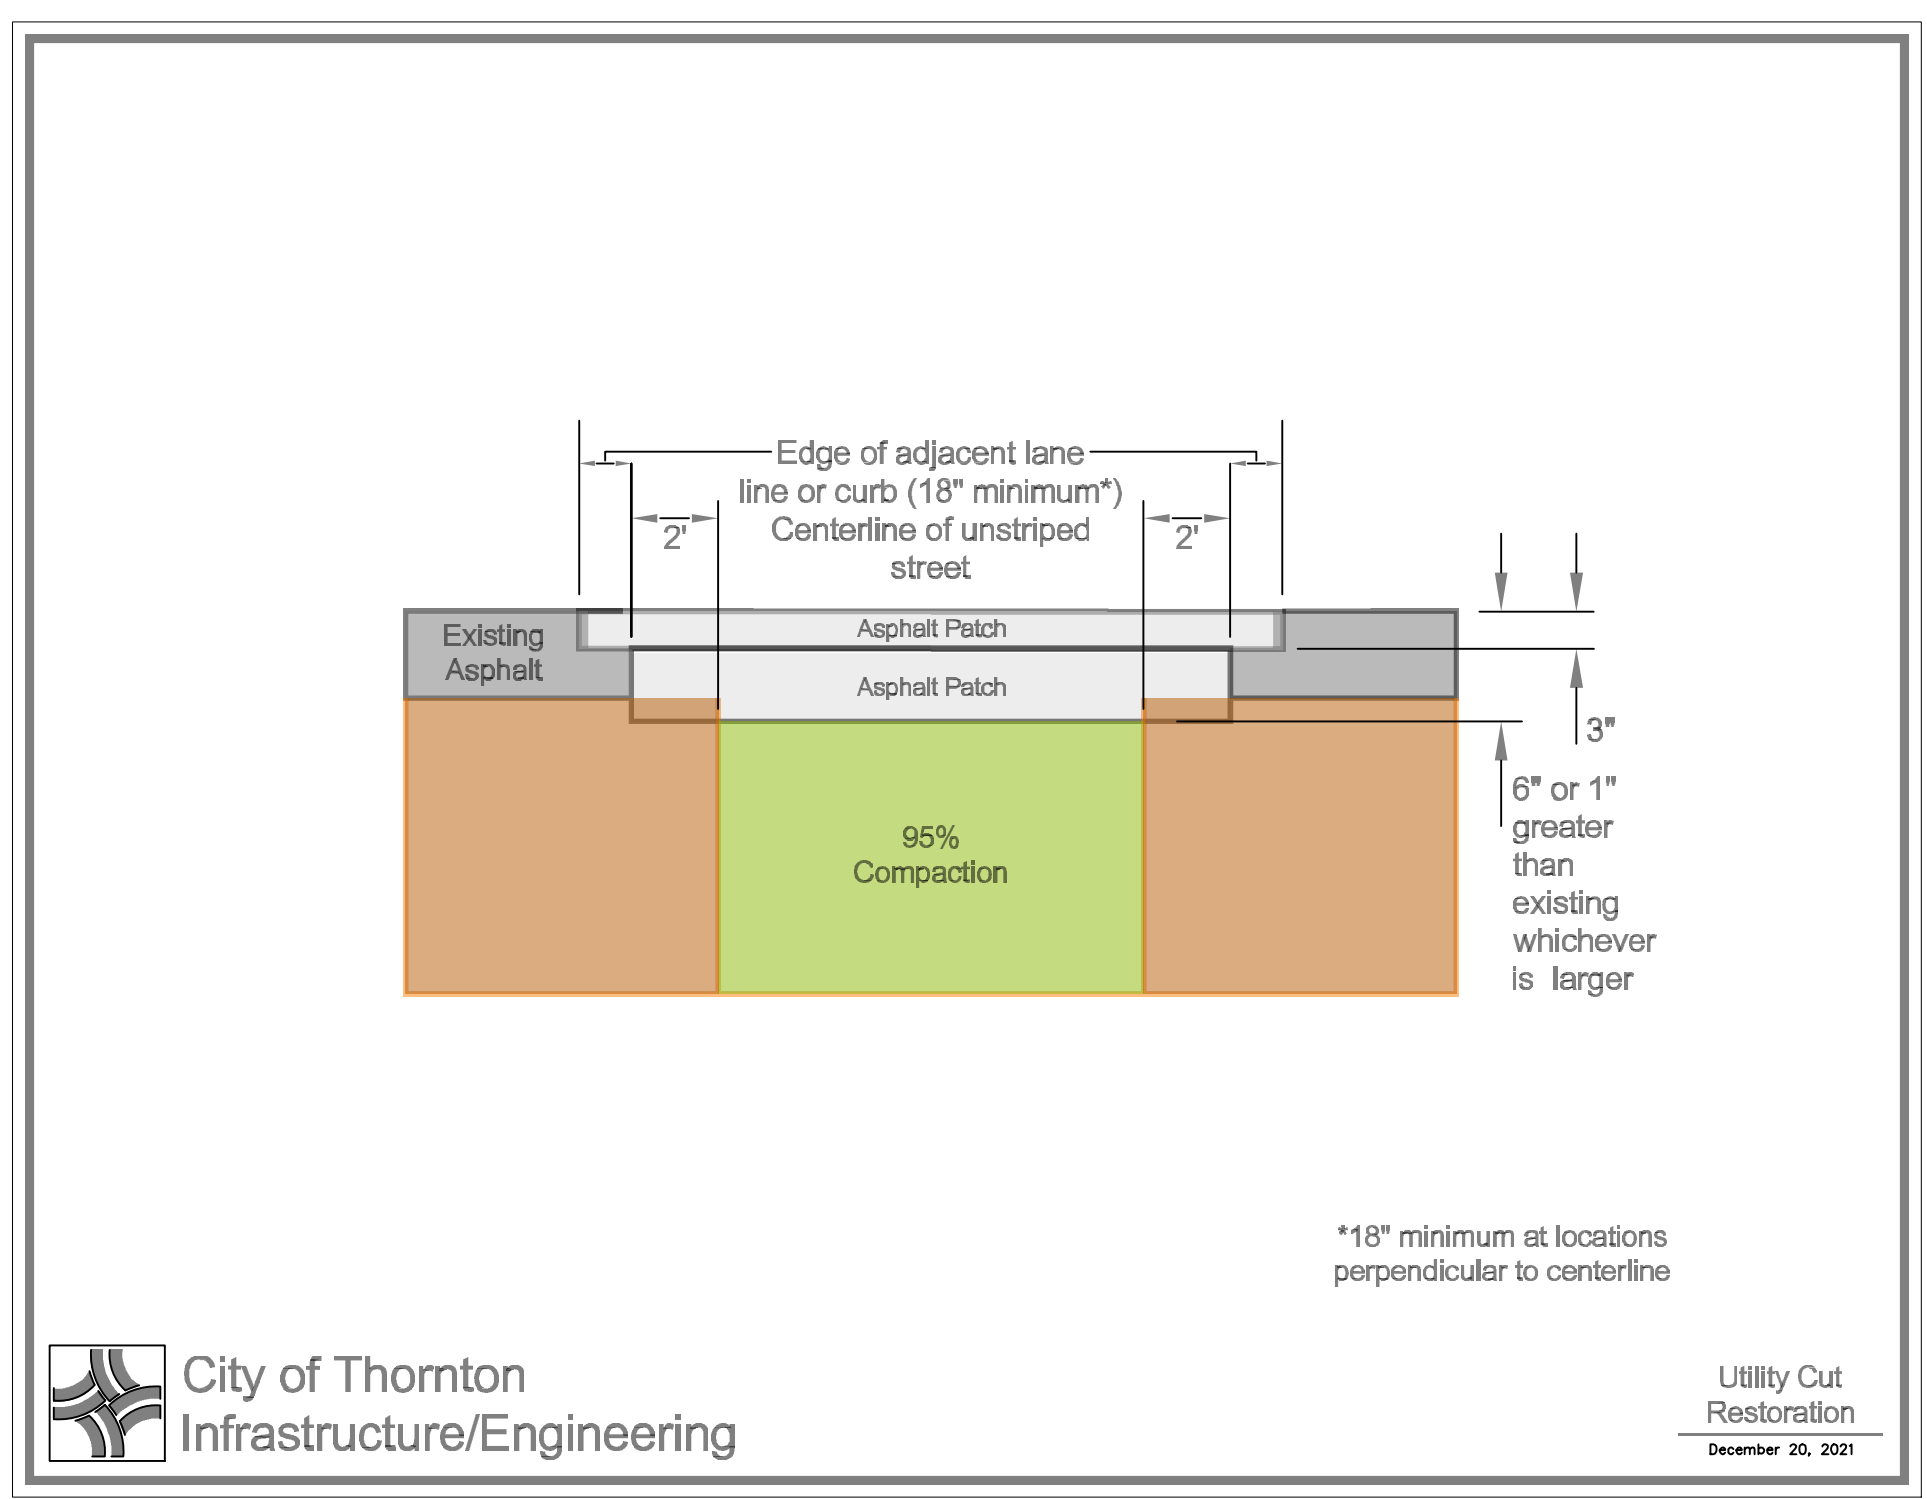 Edge of adjacent lane
line or curb (18" minimum*)
Centerline of unstriped
street
2'
2'
Existing
Asphalt
Asphalt Patch
Asphalt Patch
3"
6" or 1"
greater
than
existing
whichever
is larger
95%
Compaction
*18" minimum at locations
perpendicular to centerline
City of Thornton
Infrastructure/Engineering
Utility Cut
Restoration
December 20, 2021